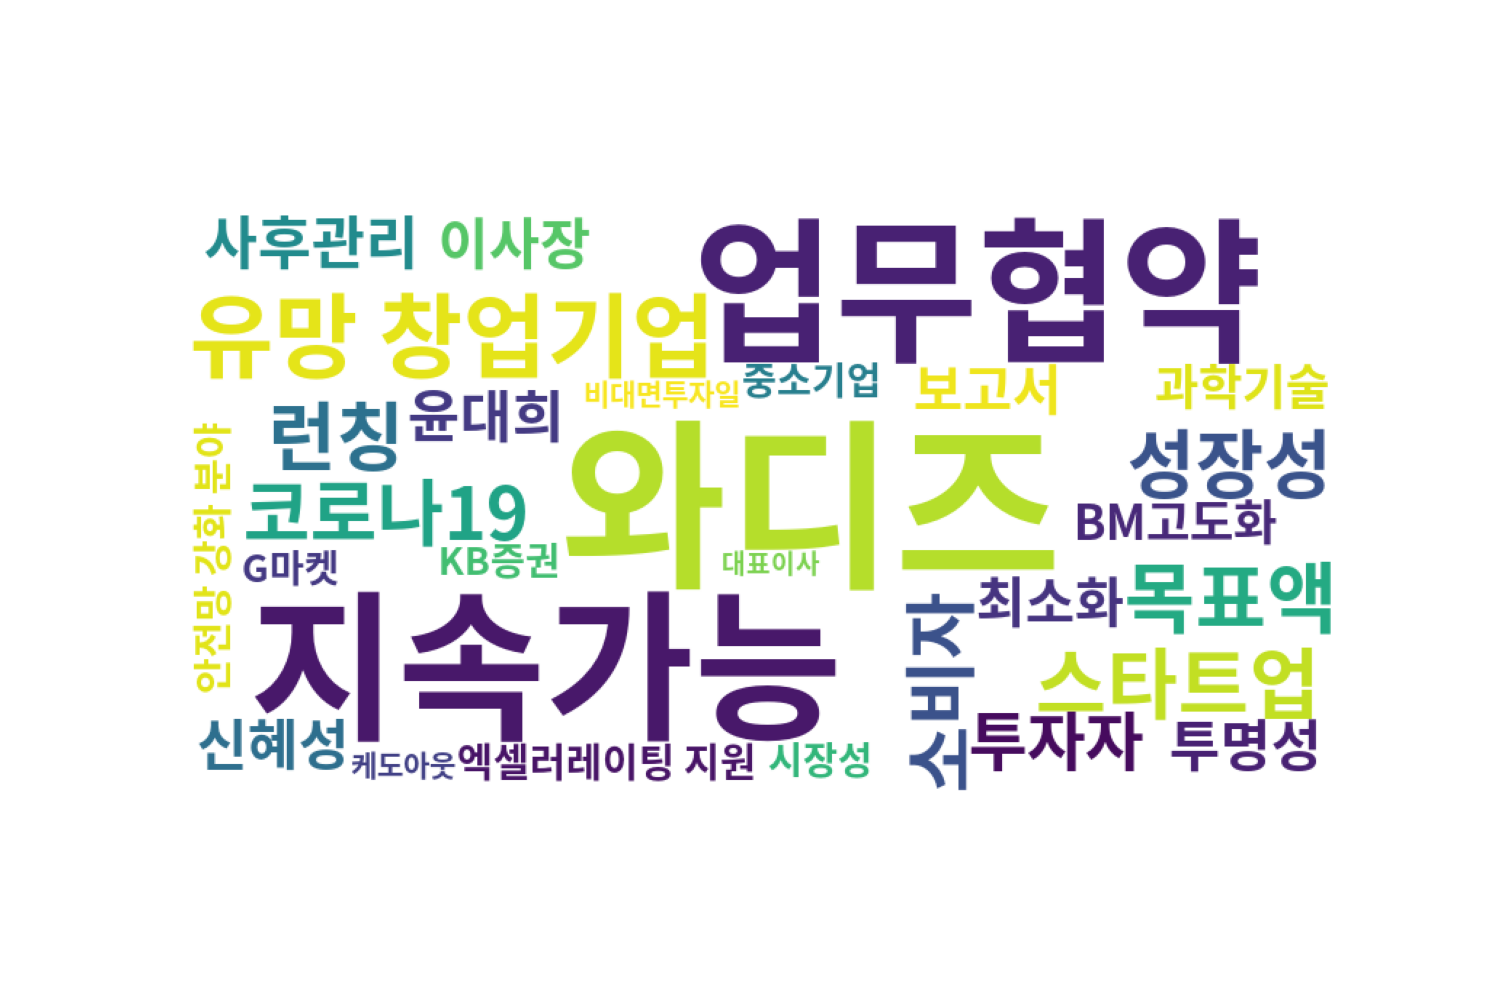 사후관리
이사장
업무협약
유망 창업기업
비대면투자일
중소기업
보고서
과학기술
런칭
윤대희
와디즈
성장성
안전망 강화 분야
코로나19
BM고도화
G마켓
KB증권
대표이사
지속가능
소비자
최소화
목표액
스타트업
신혜성
케도아웃
엑셀러레이팅 지원
시장성
투자자
투명성